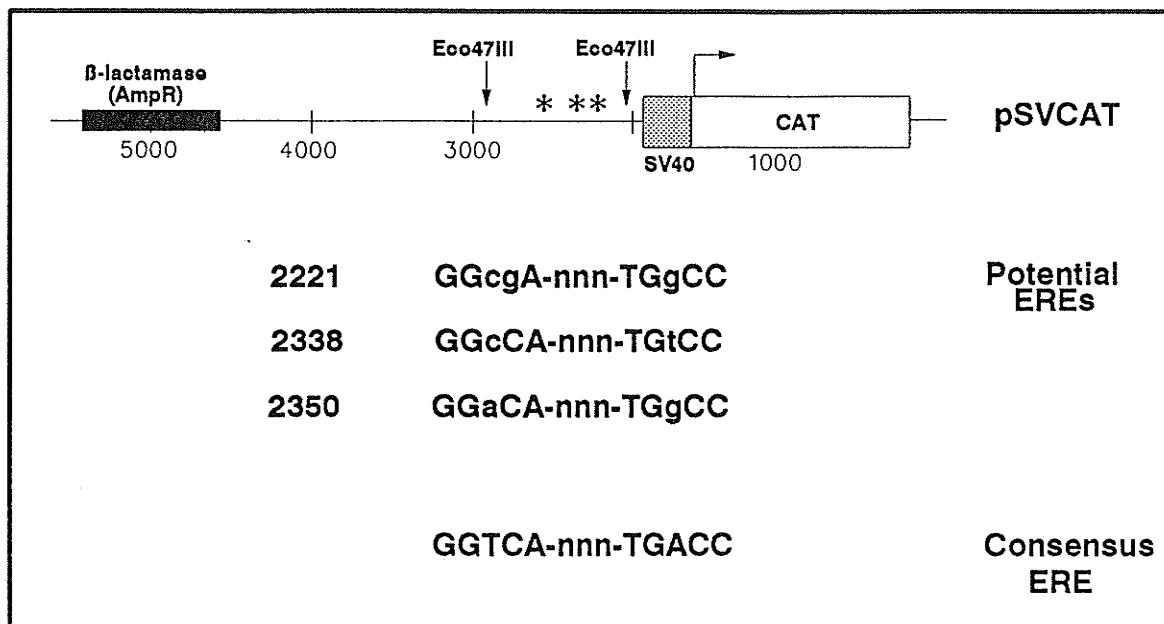 Eco47III Eco47III
ß-lactamase
(AmpR)
* **
CAT
pSVCAT
5000 4000 3000 SV40 1000
2221 GGcgA-nnn-TGgCC Potential
EREs
2338 GGcCA-nnn-TGtCC
2350 GGaCA-nnn-TGgCC
GGTCA-nnn-TGACC Consensus
ERE